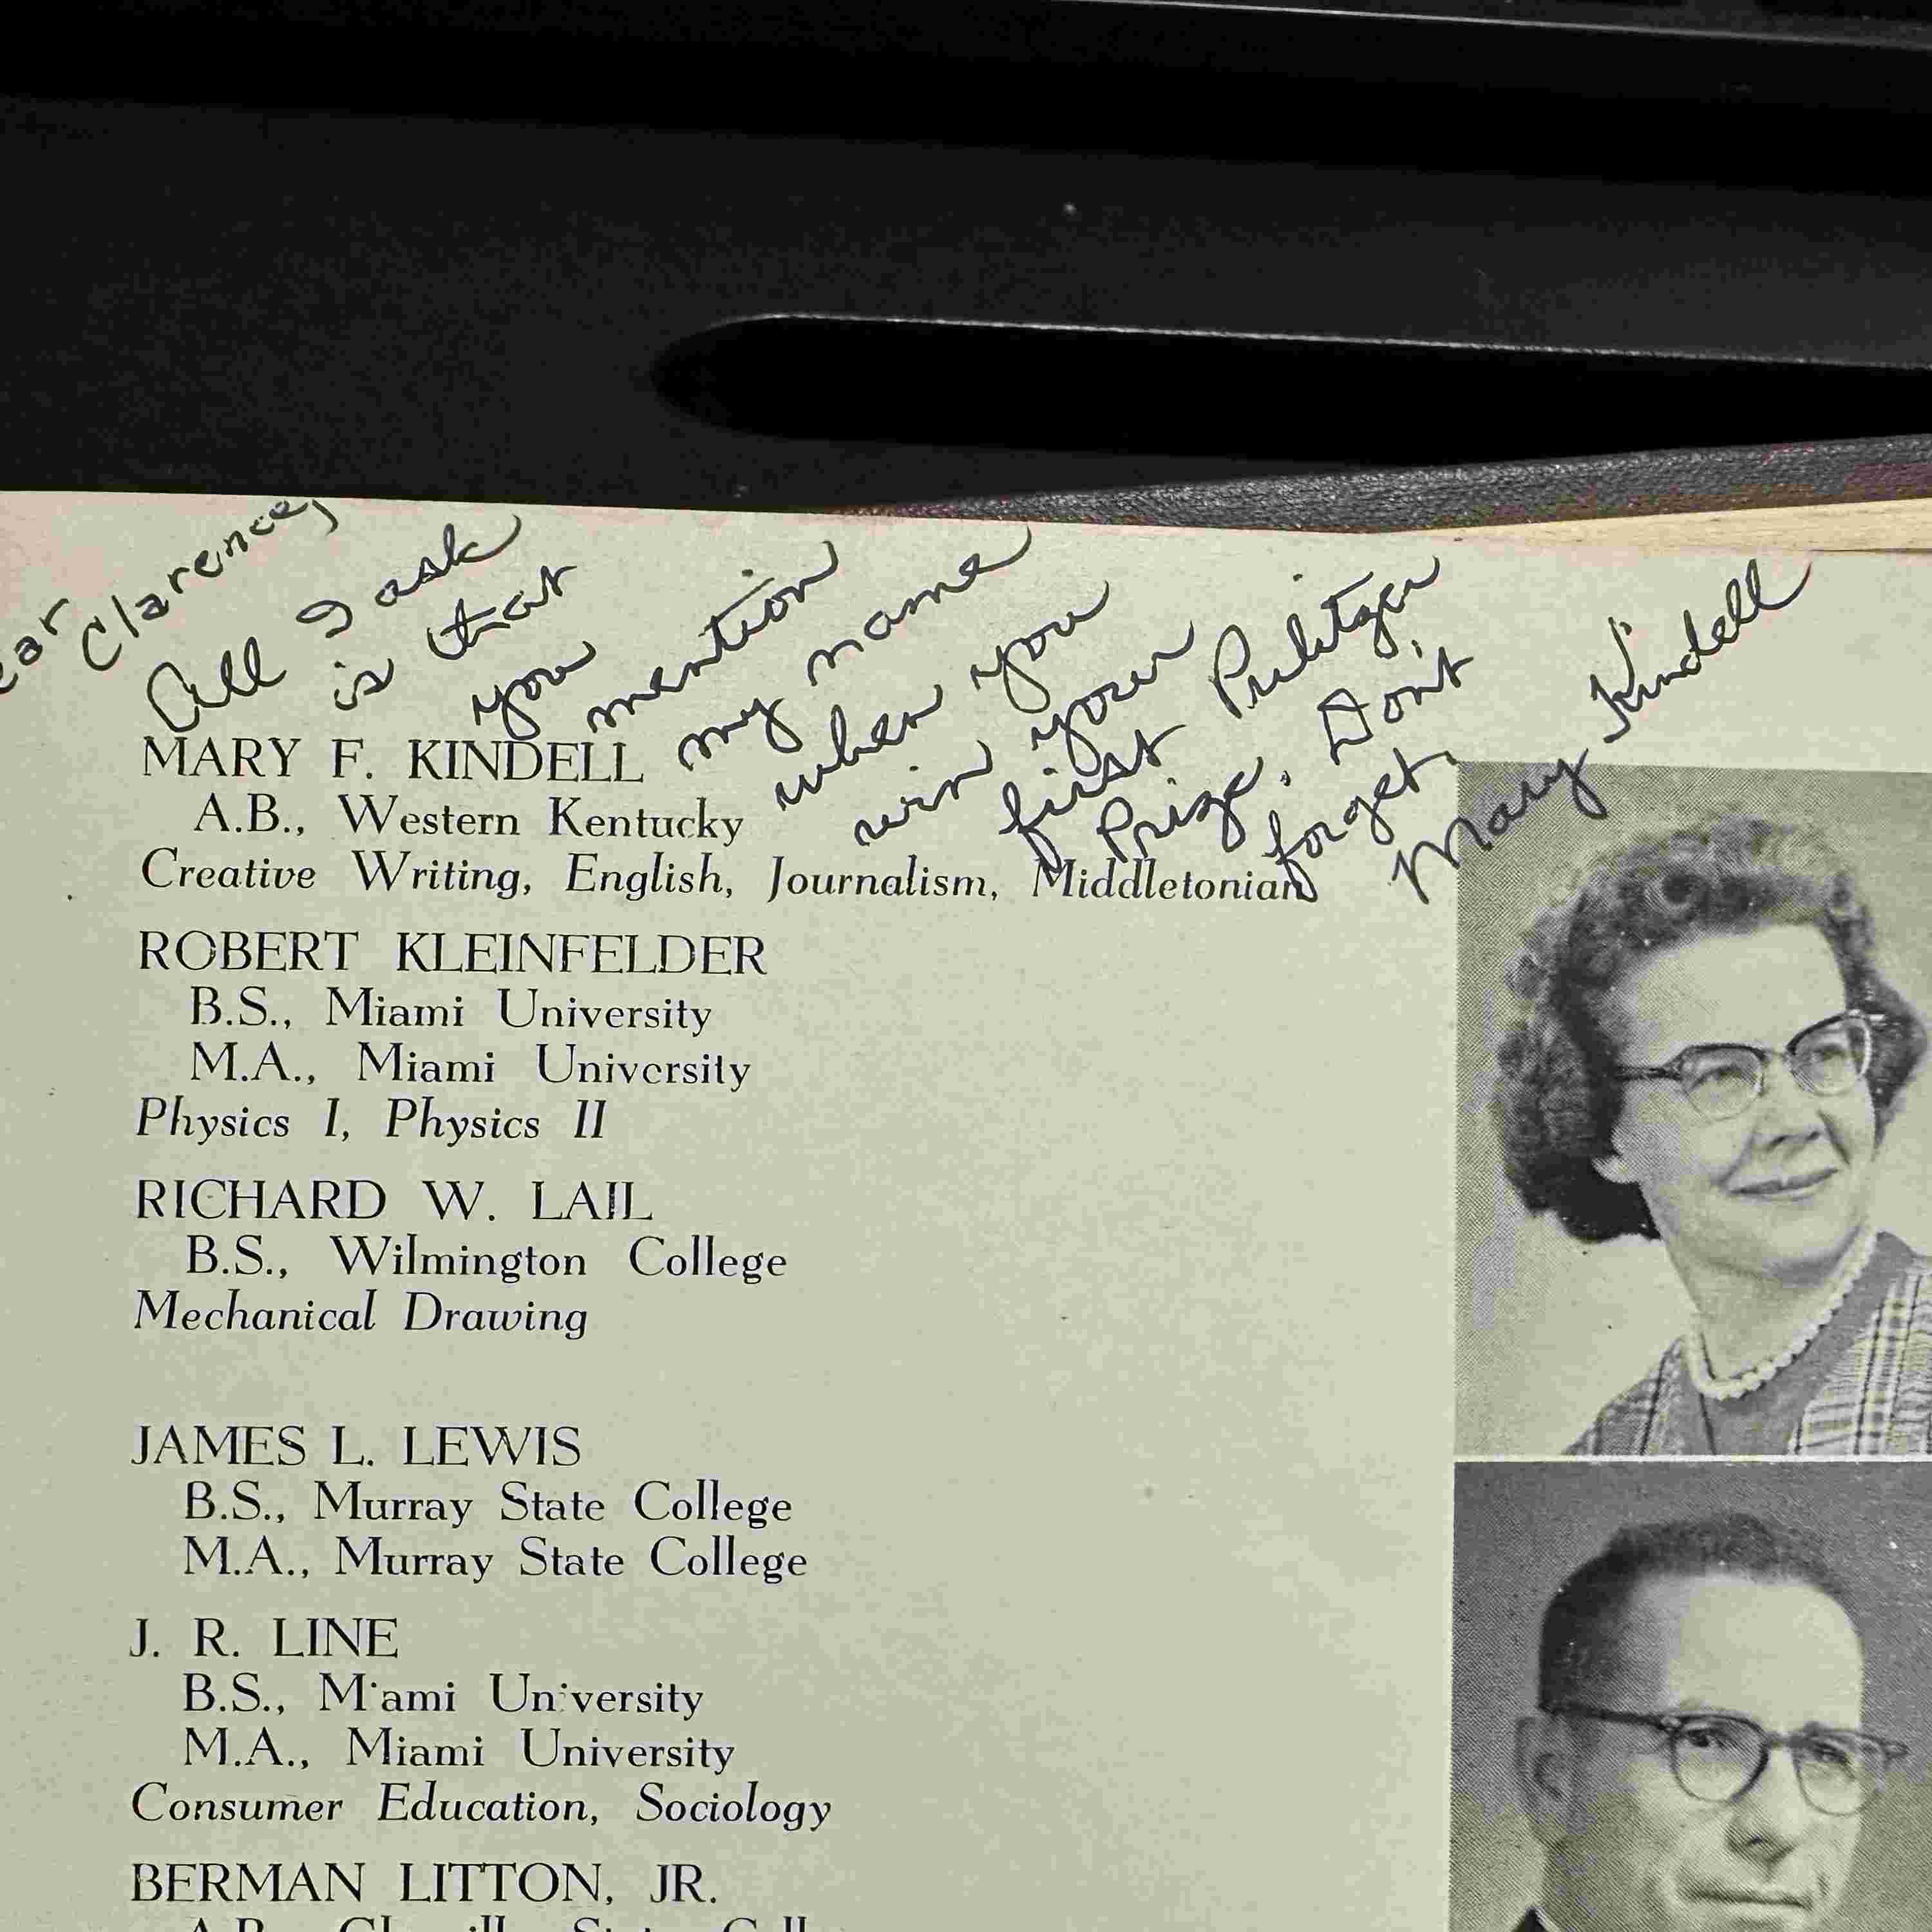 Clarence,
All I ask
is that
you mention
my name
when you
win your
first Pulitzer
Prize. Don't
forget.
Mary Kindell
MARY F. KINDELL
A.B., Western Kentucky
Creative Writing, English, Journalism, Middletonian
ROBERT KLEINFELDER
B.S., Miami University
M.A., Miami University
Physics I, Physics II
RICHARD W. LAIL
B.S., Wilmington College
Mechanical Drawing
JAMES L. LEWIS
B.S., Murray State College
M.A., Murray State College
J. R. LINE
B.S., Miami University
M.A., Miami University
Consumer Education, Sociology
BERMAN LITTON, JR.